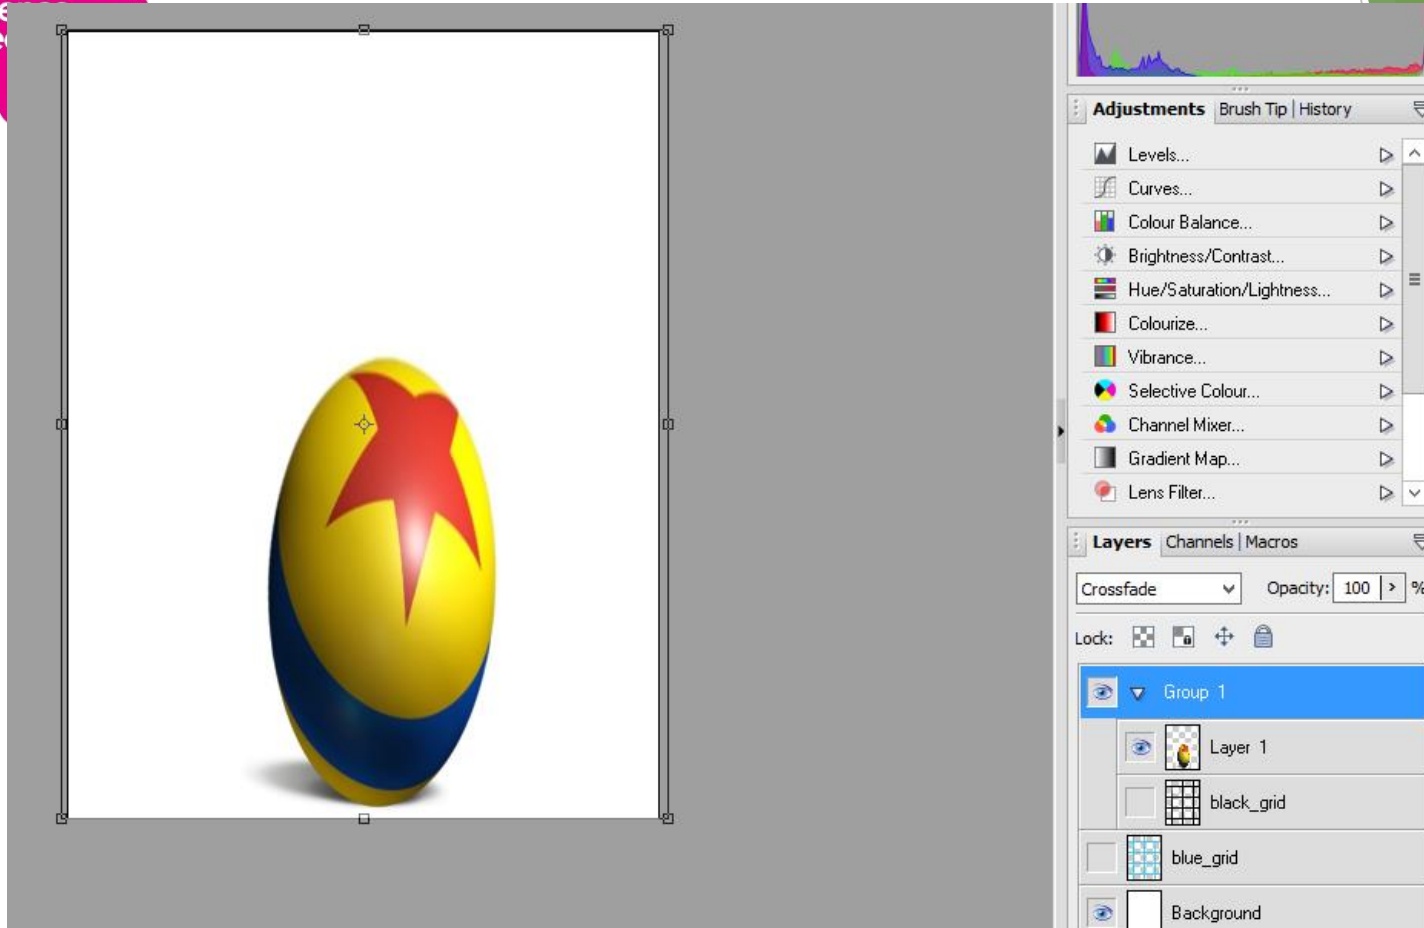 Adjustments Brush Tip | History
Levels...
Curves...
Colour Balance...
Brightness/Contrast...
Hue/Saturation/Lightness...
Colourize...
Vibrance...
Selective Colour...
Channel Mixer...
Gradient Map...
Lens Filter...
Layers Channels | Macros
Crossfade Opacity: 100 %
Lock:
Group 1
Layer 1
black_grid
blue_grid
Background